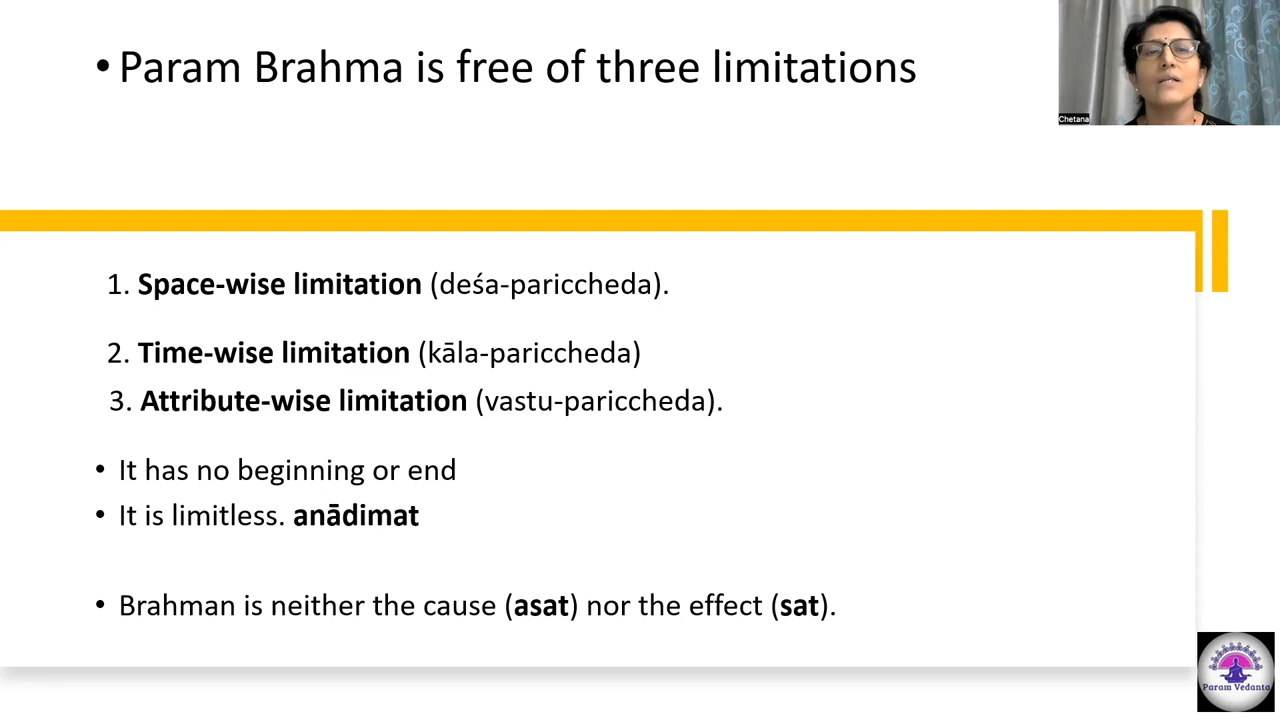 • Param Brahma is free of three limitations
Chetana
1. Space-wise limitation (deśa-pariccheda).
2. Time-wise limitation (kāla-pariccheda)
3. Attribute-wise limitation (vastu-pariccheda).
• It has no beginning or end
• It is limitless. anādimat
• Brahman is neither the cause (asat) nor the effect (sat).
Param Vedanta